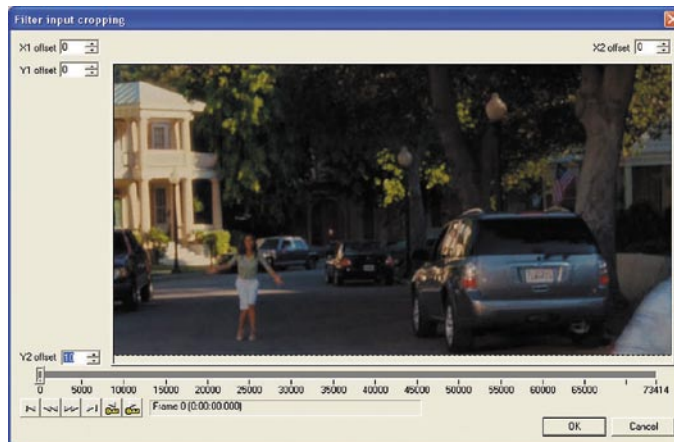 Filter input cropping
X1 offset 0
X2 offset 0
Y1 offset 0
Y2 offset 10
0 5000 10000 15000 20000 25000 30000 35000 40000 45000 50000 55000 60000 65000 73414
Frame 0 (0:00:00.000)
OK Cancel